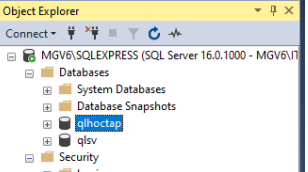 Object Explorer
Connect
MGV6\SQLEXPRESS (SQL Server 16.0.1000 - MGV6\IT
Databases
System Databases
Database Snapshots
qlhoctap
qlsv
Security